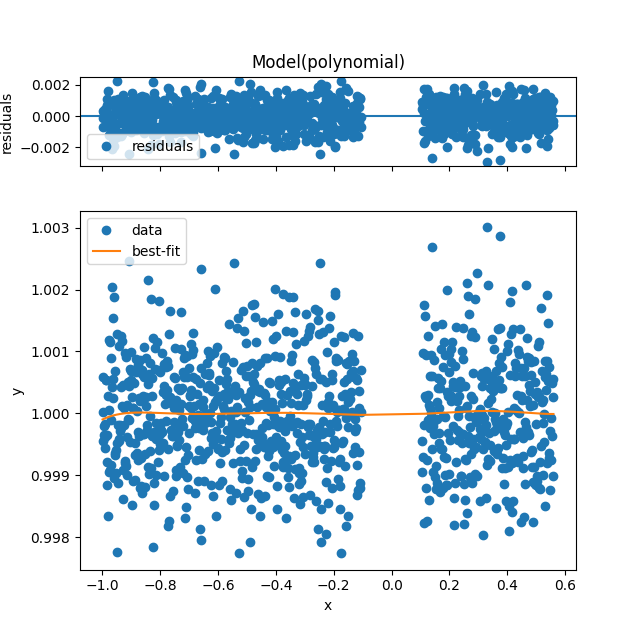 Model(polynomial)
residuals
0.002
0.000
−0.002
residuals
y
1.003
1.002
1.001
1.000
0.999
0.998
data
best-fit
−1.0 −0.8 −0.6 −0.4 −0.2 0.0 0.2 0.4 0.6
x